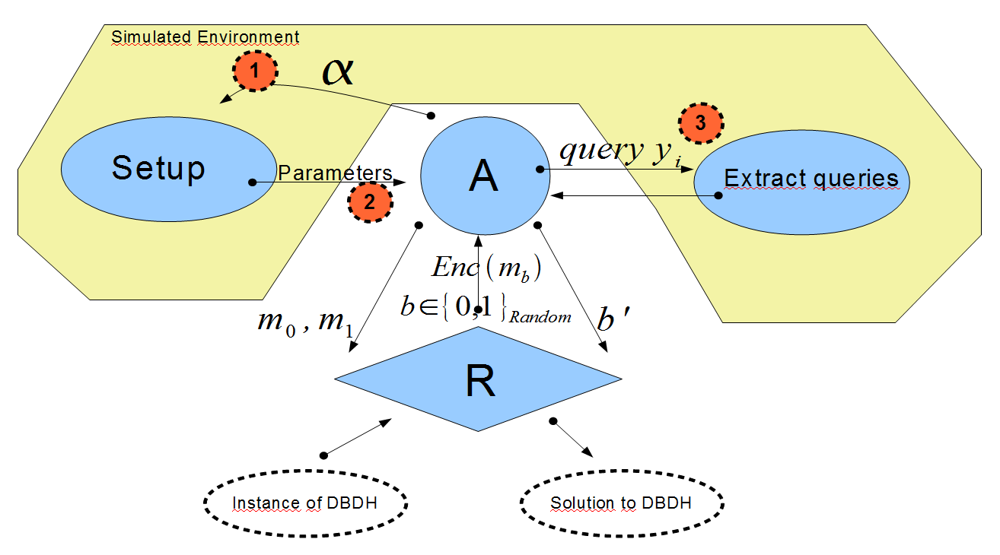 Simulated Environment
1
α
3
Setup
Parameters
2
A
query y_i
Extract queries
Enc(m_b)
b∈{0,1}_Random
m_0, m_1
b'
R
Instance of DBDH
Solution to DBDH